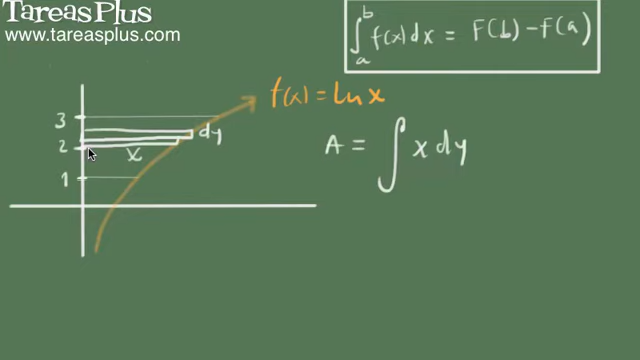 TareasPlus
www.tareasplus.com
∫ₐᵇ f(x)dx = F(b) - F(a)
f(x) = ln x
3
dy
2
x
1
A = ∫ x dy